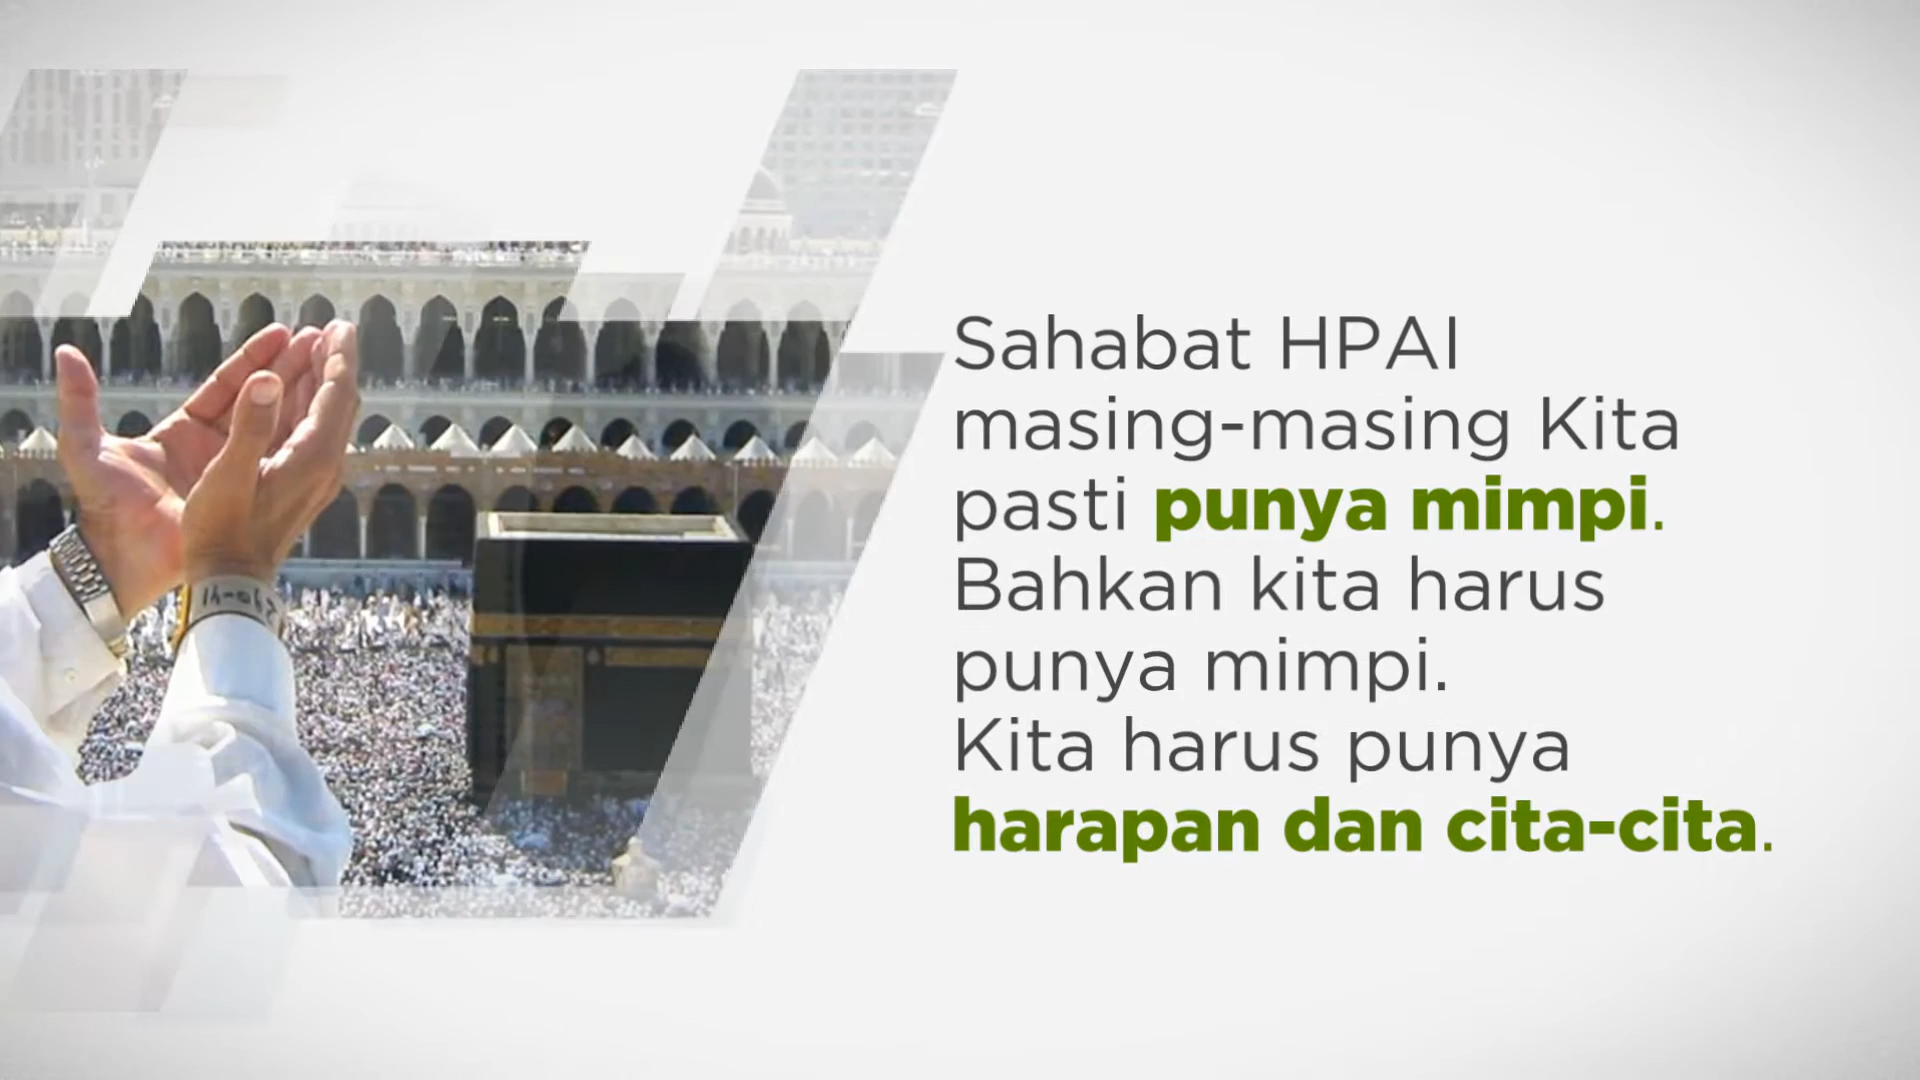 Sahabat HPAI
masing-masing Kita
pasti punya mimpi.
Bahkan kita harus
punya mimpi.
Kita harus punya
harapan dan cita-cita.